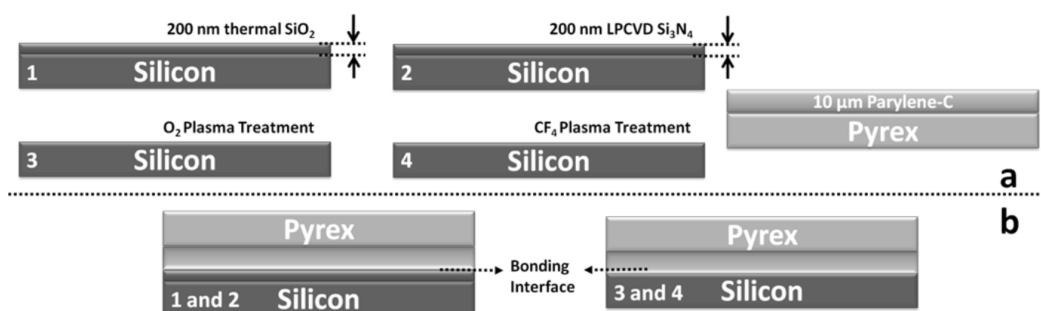 200 nm thermal SiO₂
1 Silicon
200 nm LPCVD Si₃N₄
2 Silicon
10 µm Parylene-C
Pyrex
O₂ Plasma Treatment
3 Silicon
CF₄ Plasma Treatment
4 Silicon
a
b
Pyrex
1 and 2 Silicon
Bonding
Interface
Pyrex
3 and 4 Silicon